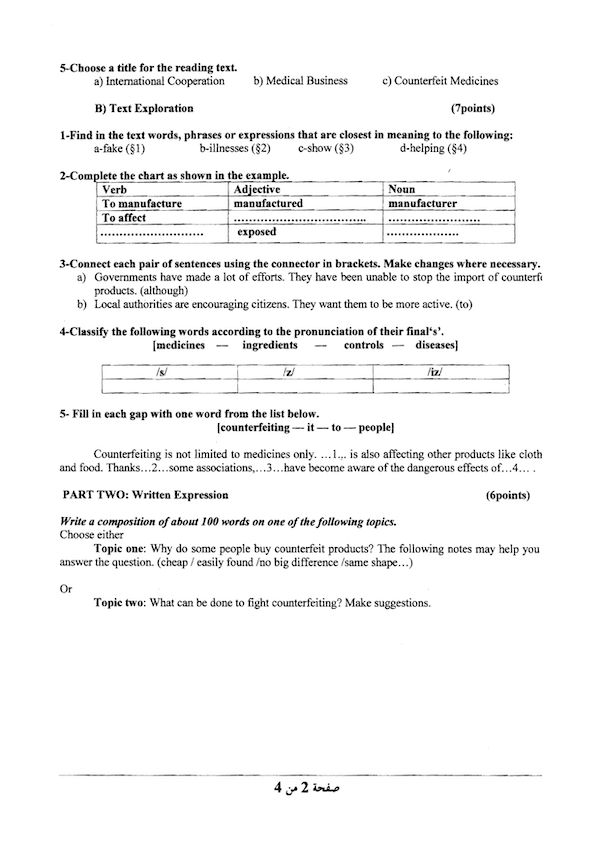 5-Choose a title for the reading text.
a) International Cooperation b) Medical Business c) Counterfeit Medicines
B) Text Exploration (7points)
1-Find in the text words, phrases or expressions that are closest in meaning to the following:
a-fake (§1) b-illnesses (§2) c-show (§3) d-helping (§4)
2-Complete the chart as shown in the example.
Verb Adjective Noun
To manufacture manufactured manufacturer
To affect ………………………………. ……………………
………………………. exposed ………………..
3-Connect each pair of sentences using the connector in brackets. Make changes where necessary.
a) Governments have made a lot of efforts. They have been unable to stop the import of
products. (although)
b) Local authorities are encouraging citizens. They want them to be more active. (to)
4-Classify the following words according to the pronunciation of their final‘s’.
[medicines — ingredients — controls — diseases]
/s/ /z/ /iz/
5- Fill in each gap with one word from the list below.
[counterfeiting — it — to — people]
Counterfeiting is not limited to medicines only. …1… is also affecting other products like cloth
and food. Thanks…2…some associations,…3…have become aware of the dangerous effects of…4… .
PART TWO: Written Expression (6points)
Write a composition of about 100 words on one of the following topics.
Choose either
Topic one: Why do some people buy counterfeit products? The following notes may help you
answer the question. (cheap / easily found /no big difference /same shape…)
Or
Topic two: What can be done to fight counterfeiting? Make suggestions.
صفحة 2 من 4